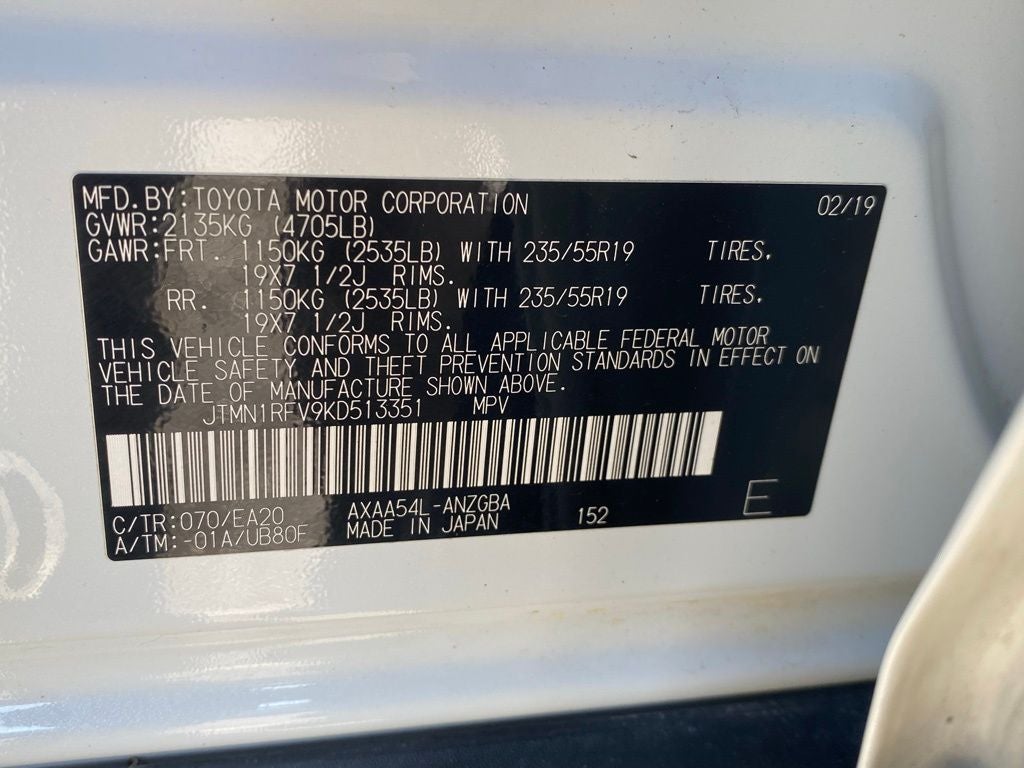 MFD.BY:TOYOTA MOTOR CORPORATION 02/19
GVWR:2135KG (4705LB)
GAWR:FRT. 1150KG (2535LB) WITH 235/55R19 TIRES.
19X7 1/2J RIMS.
RR. 1150KG (2535LB) WITH 235/55R19 TIRES.
19X7 1/2J RIMS.
THIS VEHICLE CONFORMS TO ALL APPLICABLE FEDERAL MOTOR
VEHICLE SAFETY AND THEFT PREVENTION STANDARDS IN EFFECT ON
THE DATE OF MANUFACTURE SHOWN ABOVE.
JTMN1RFV9KD513351 MPV
C/TR:070/EA20 AXAA54L-ANZGBA 152 E
A/TM:-01A/UB80F MADE IN JAPAN